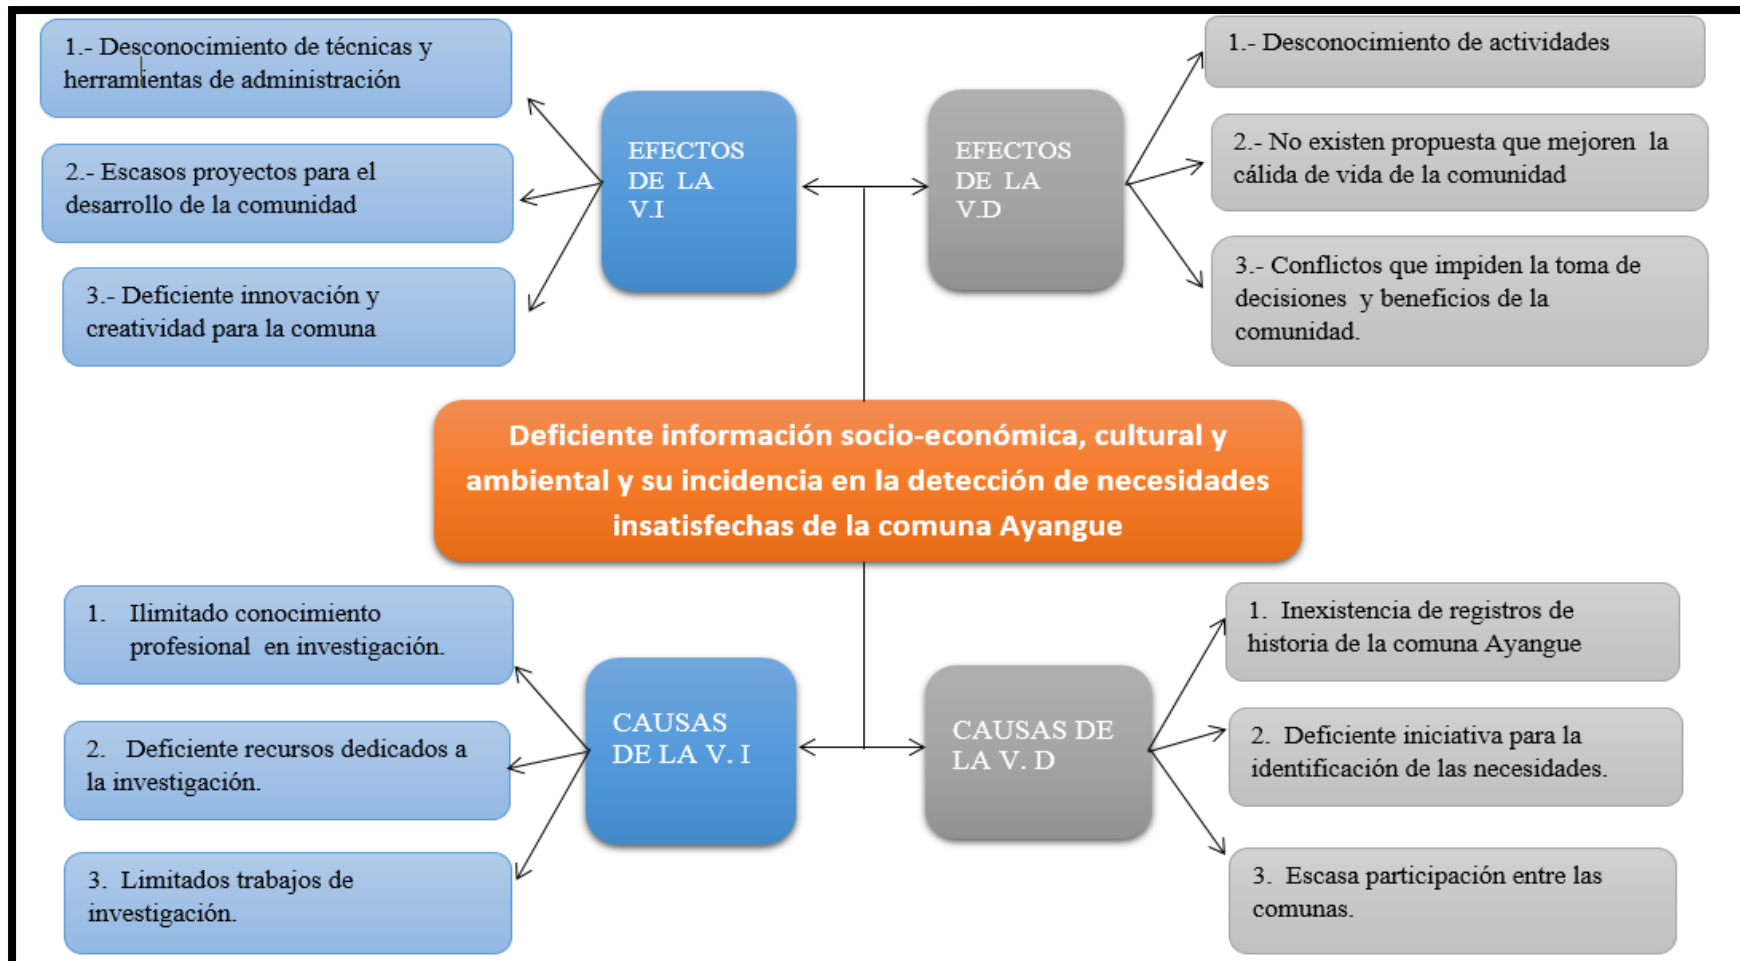 1.- Desconocimiento de técnicas y
herramientas de administración
2.- Escasos proyectos para el
desarrollo de la comunidad
3.- Deficiente innovación y
creatividad para la comuna
EFECTOS
DE LA
V.I
EFECTOS
DE LA
V.D
1.- Desconocimiento de actividades
2.- No existen propuesta que mejoren la
cálida de vida de la comunidad
3.- Conflictos que impiden la toma de
decisiones y beneficios de la
comunidad.
Deficiente información socio-económica, cultural y
ambiental y su incidencia en la detección de necesidades
insatisfechas de la comuna Ayangue
1. Ilimitado conocimiento
profesional en investigación.
2. Deficiente recursos dedicados a
la investigación.
3. Limitados trabajos de
investigación.
CAUSAS
DE LA V. I
CAUSAS DE
LA V. D
1. Inexistencia de registros de
historia de la comuna Ayangue
2. Deficiente iniciativa para la
identificación de las necesidades.
3. Escasa participación entre las
comunas.